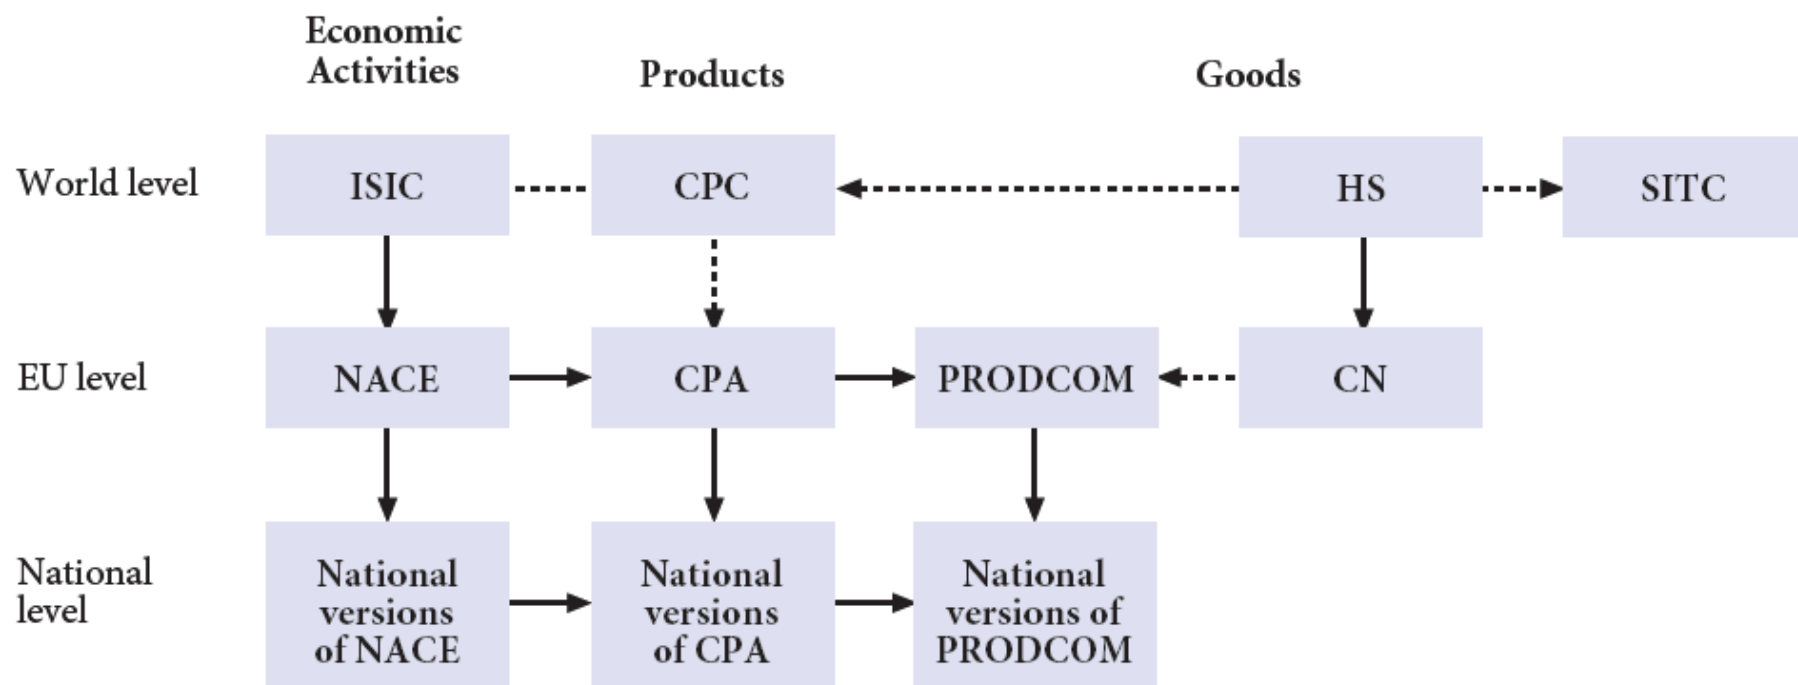 Economic
Activities
Products
Goods
World level
ISIC
CPC
HS
SITC
EU level
NACE
CPA
PRODCOM
CN
National
level
National
versions
of NACE
National
versions
of CPA
National
versions of
PRODCOM